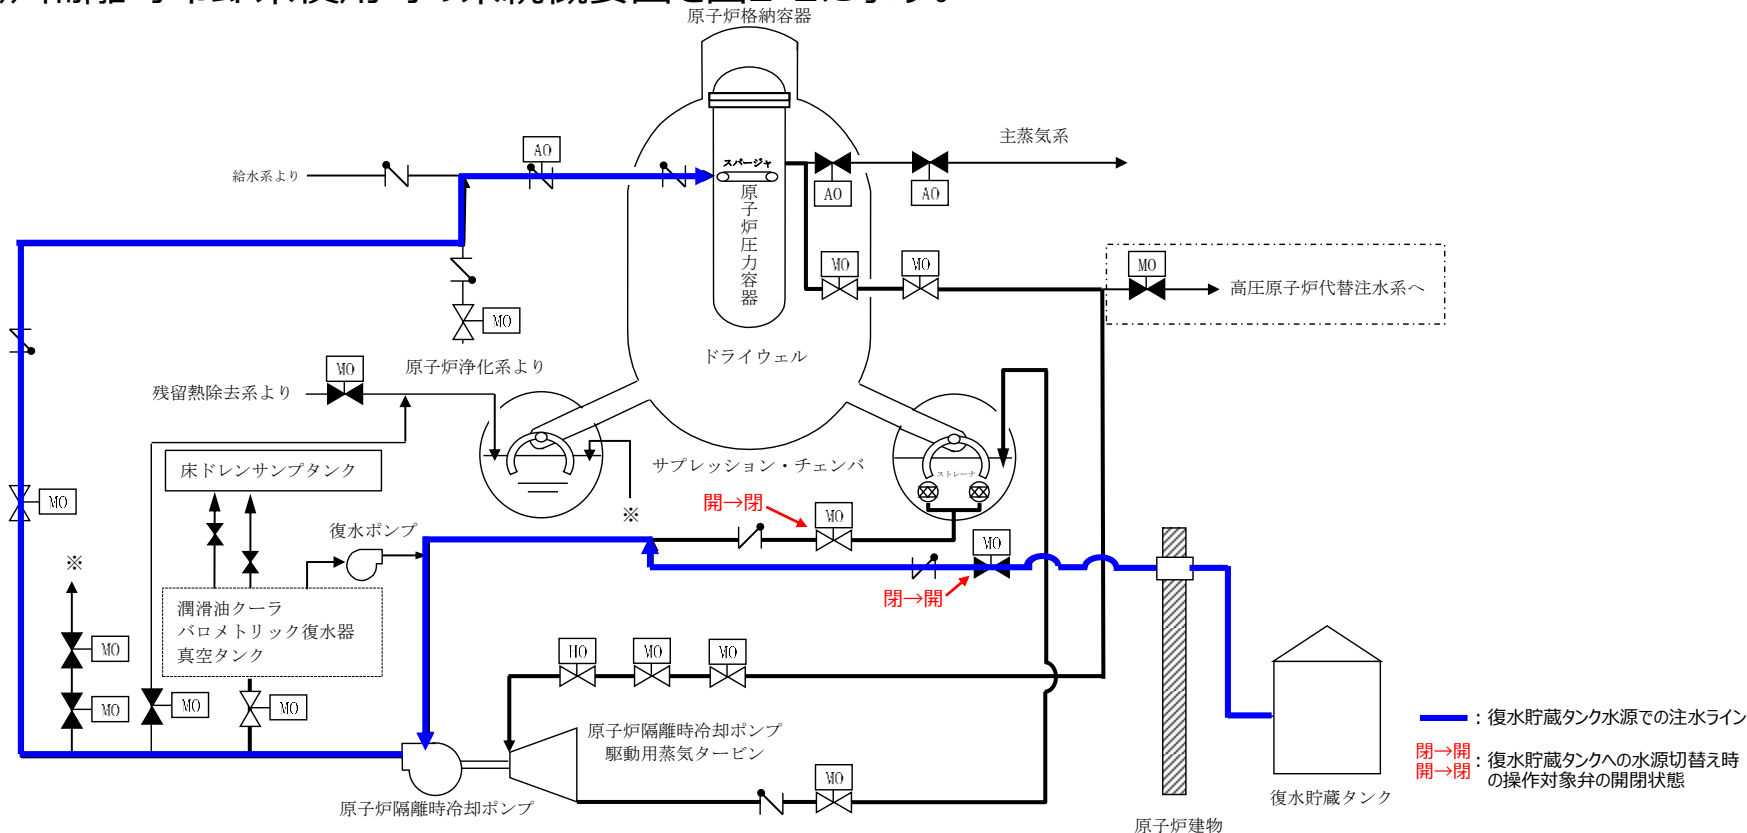 原子炉格納容器
主蒸気系
AO
給水系より
スパージャ
原子炉圧力容器
AO
AO
MO
MO
MO
高圧原子炉代替注水系へ
MO
原子炉浄化系より
ドライウェル
MO
残留熱除去系より
床ドレンサンプタンク
サプレッション・チェンバ
ストレーナ
MO
開→閉
MO
※
復水ポンプ
MO
※
閉→開
潤滑油クーラ
バロメトリック復水器
真空タンク
MO
HO
MO
MO
MO
MO
MO
原子炉隔離時冷却ポンプ
駆動用蒸気タービン
MO
原子炉隔離時冷却ポンプ
復水貯蔵タンク
原子炉建物
：復水貯蔵タンク水源での注水ライン
閉→開
開→閉
：復水貯蔵タンクへの水源切替え時
の操作対象弁の開閉状態